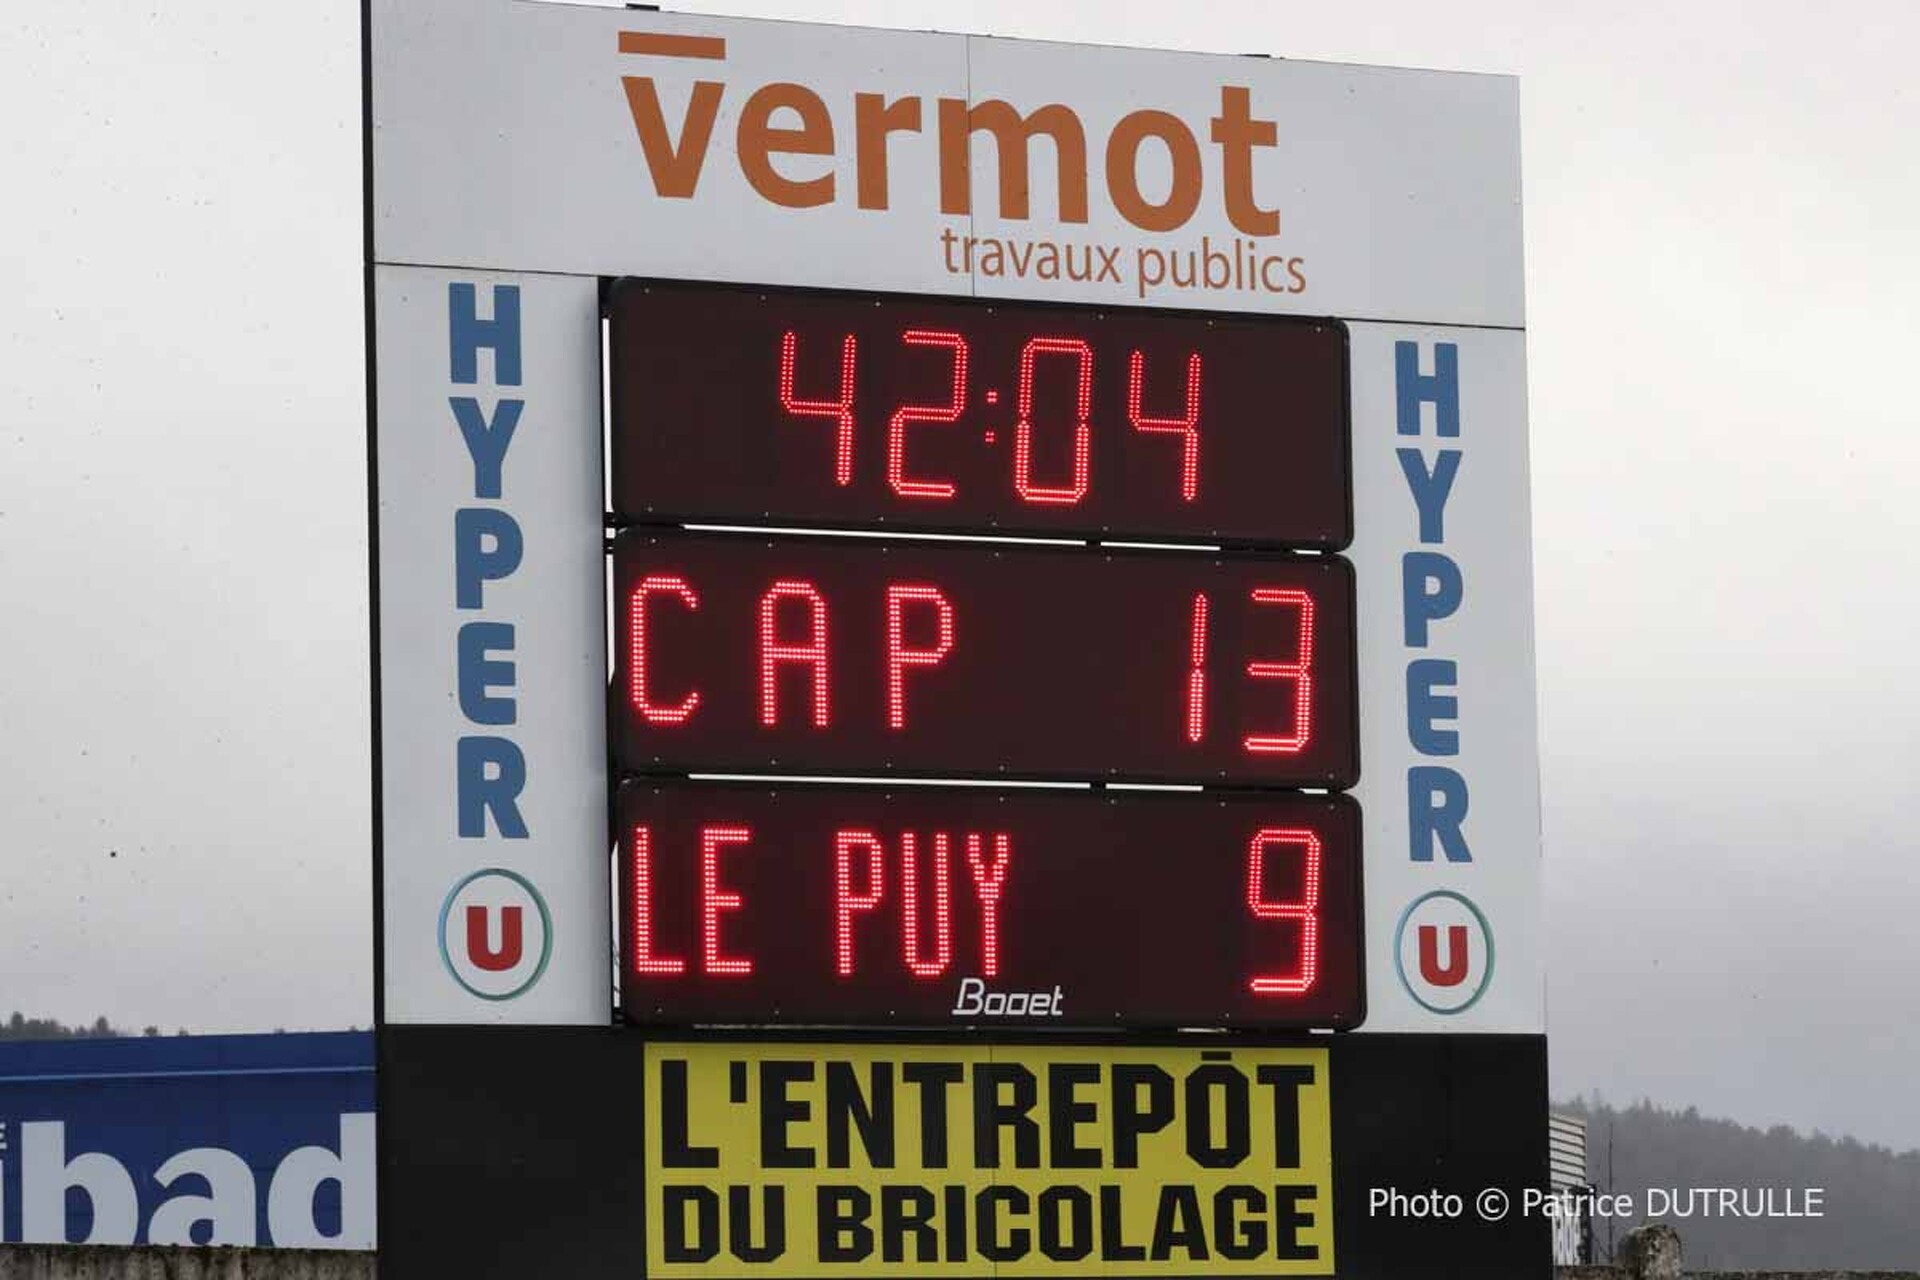 vermot
travaux publics
HYPER
U
42:04
CAP 13
LE PUY 9
Bodet
HYPER
U
L'ENTREPÔT
DU BRICOLAGE
bad
Photo © Patrice DUTRULLE